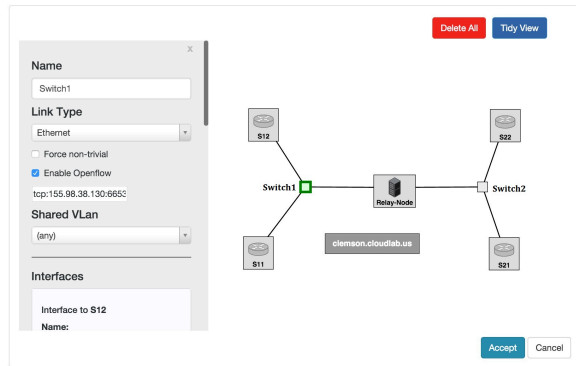 Delete All
Tidy View
x
Name
Switch1
Link Type
Ethernet
Force non-trivial
Enable Openflow
tcp:155.98.38.130:6653
Shared VLan
(any)
Interfaces
Interface to S12
Name:
S12
S22
Switch1
Relay-Node
Switch2
clemson.cloudlab.us
S11
S21
Accept
Cancel